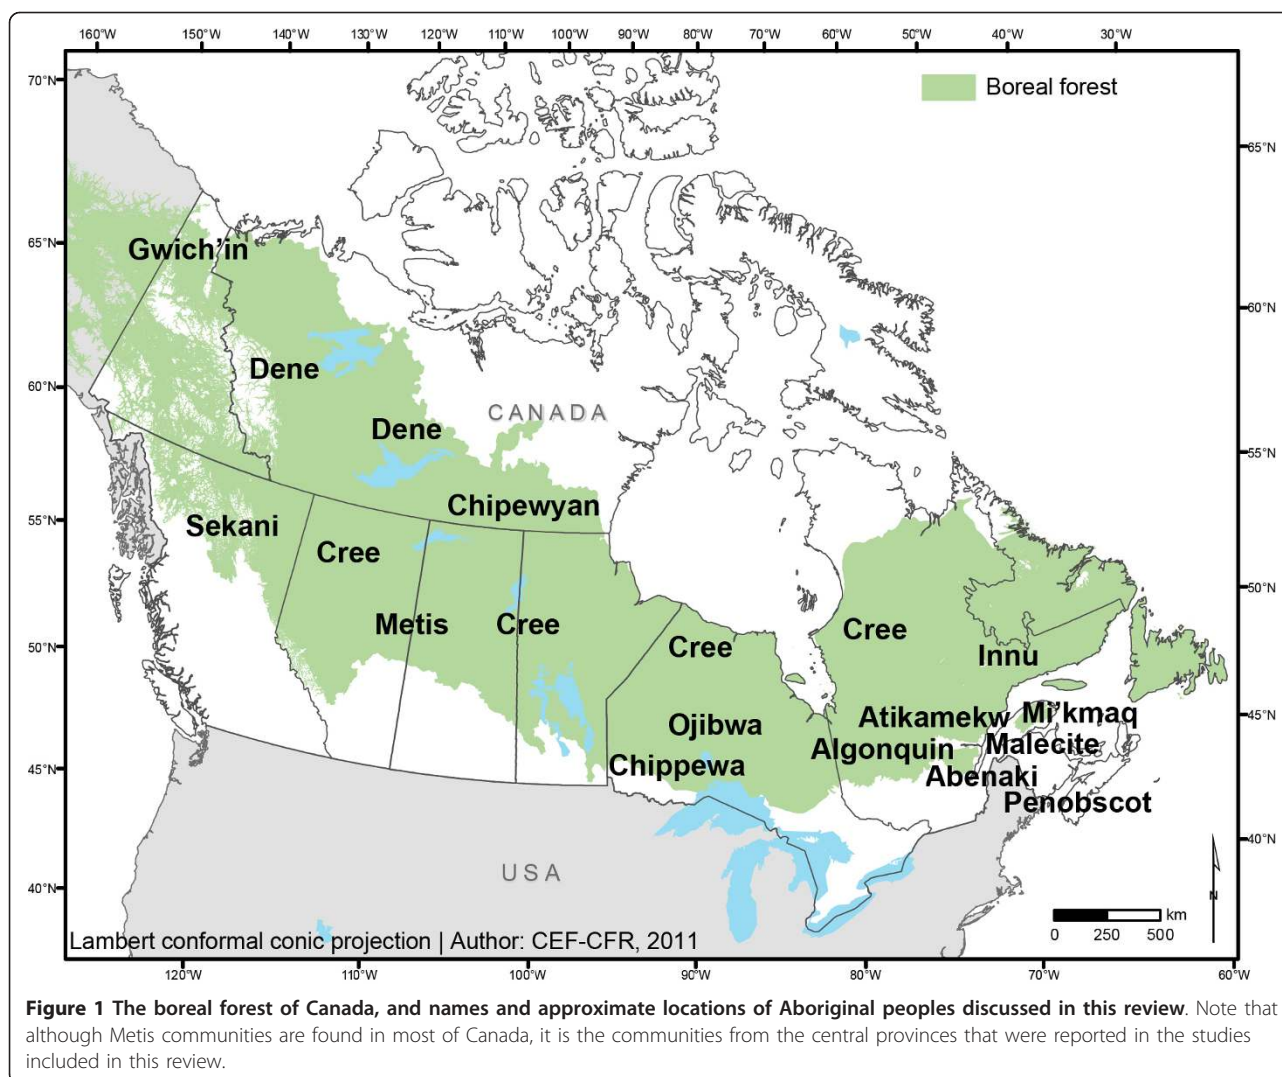 160°W 150°W 140°W 130°W 120°W 110°W 100°W 90°W 80°W 70°W 60°W 50°W 40°W 30°W
70°N
Boreal forest
65°N
65°N
Gwich'in
60°N
Dene
60°N
CANADA
Dene
55°N
Chipewyan
55°N
Sekani
Cree
50°N
Metis
Cree
Cree
Cree
50°N
Innu
Ojibwa
Atikamekw
Mi'kmaq
45°N
Algonquin
Malecite
45°N
Chippewa
Abenaki
Penobscot
40°N
USA
40°N
N
km
0 250 500
Lambert conformal conic projection | Author: CEF-CFR, 2011
120°W 110°W 100°W 90°W 80°W 70°W 60°W
Figure 1 The boreal forest of Canada, and names and approximate locations of Aboriginal peoples discussed in this review. Note that
although Metis communities are found in most of Canada, it is the communities from the central provinces that were reported in the studies
included in this review.